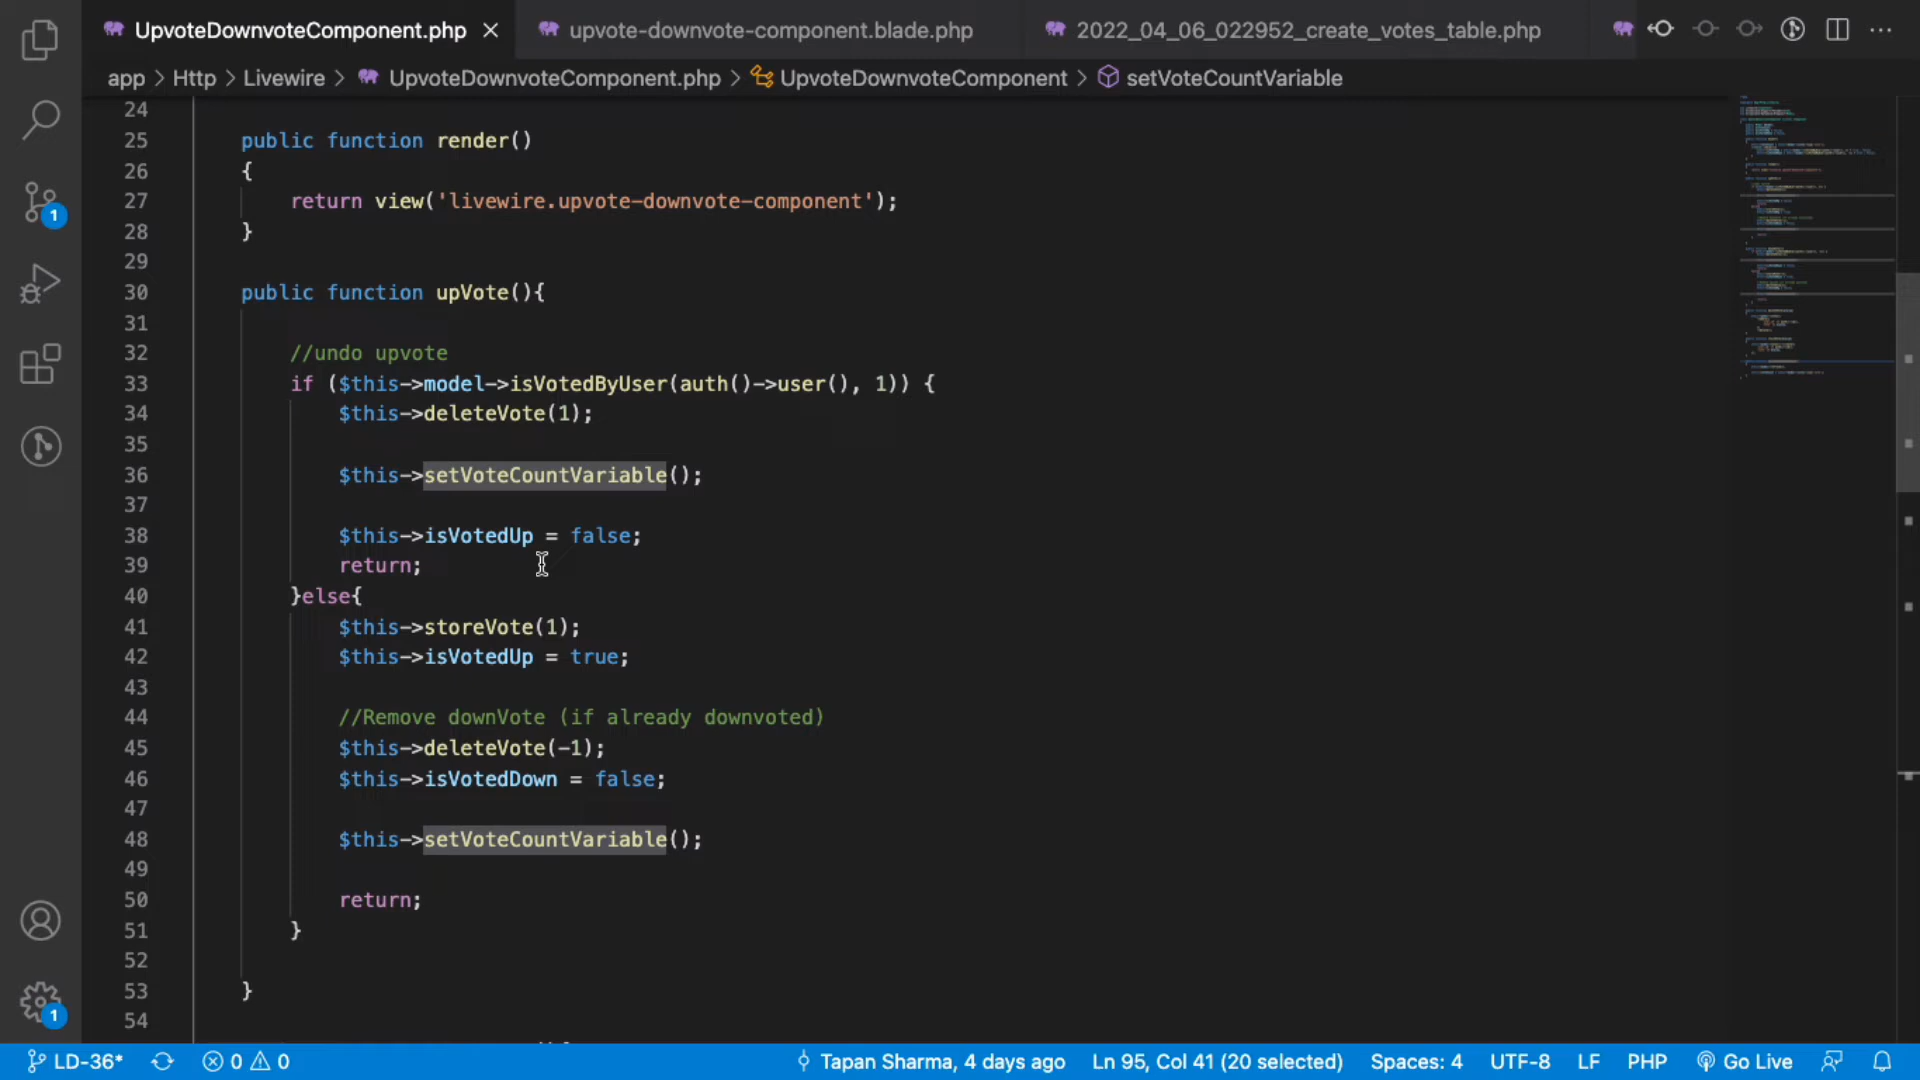 UpvoteDownvoteComponent.php
upvote-downvote-component.blade.php
2022_04_06_022952_create_votes_table.php
app > Http > Livewire > UpvoteDownvoteComponent.php > UpvoteDownvoteComponent > setVoteCountVariable
24
25 public function render()
26 {
27 return view('livewire.upvote-downvote-component');
28 }
29
30 public function upVote(){
31
32 //undo upvote
33 if ($this->model->isVotedByUser(auth()->user(), 1)) {
34 $this->deleteVote(1);
35
36 $this->setVoteCountVariable();
37
38 $this->isVotedUp = false;
39 return;
40 }else{
41 $this->storeVote(1);
42 $this->isVotedUp = true;
43
44 //Remove downVote (if already downvoted)
45 $this->deleteVote(-1);
46 $this->isVotedDown = false;
47
48 $this->setVoteCountVariable();
49
50 return;
51 }
52
53 }
54
1
1
LD-36* 0 0 Tapan Sharma, 4 days ago Ln 95, Col 41 (20 selected) Spaces: 4 UTF-8 LF PHP Go Live